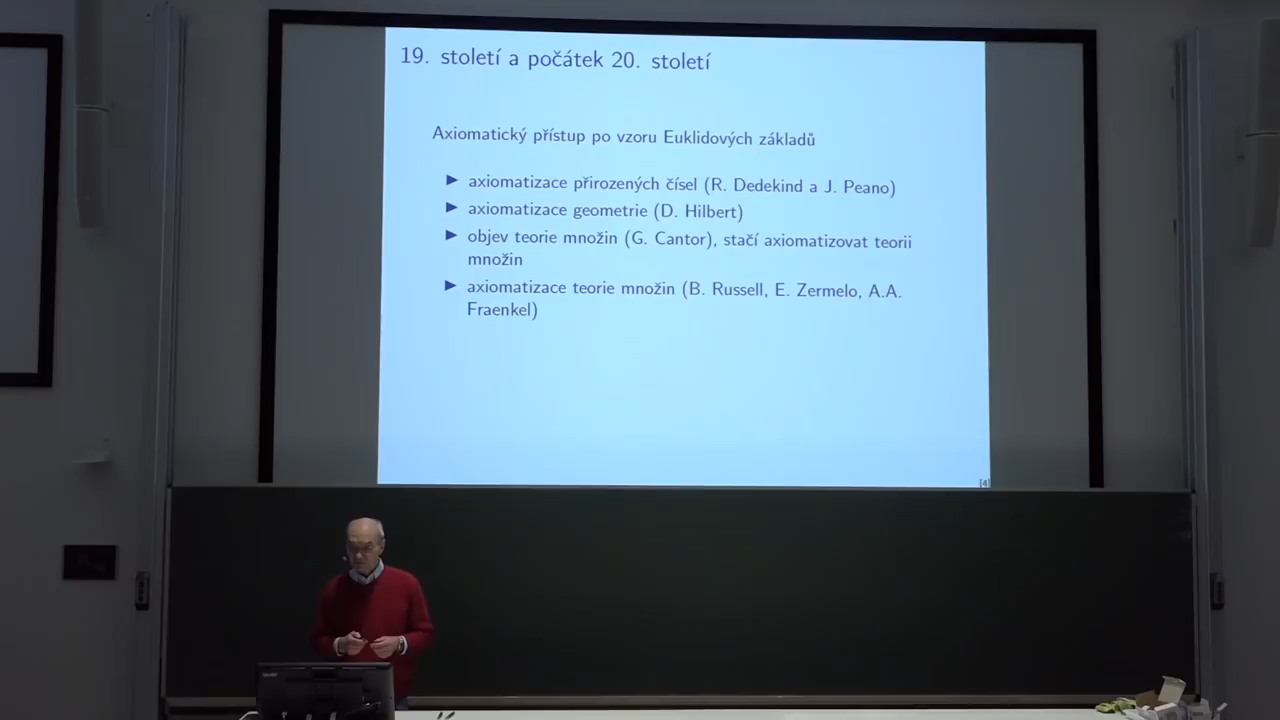 19. století a počátek 20. století
Axiomatický přístup po vzoru Euklidových základů
axiomatizace přirozených čísel (R. Dedekind a J. Peano)
axiomatizace geometrie (D. Hilbert)
objev teorie množin (G. Cantor), stačí axiomatizovat teorii
množin
axiomatizace teorie množin (B. Russell, E. Zermelo, A.A.
Fraenkel)
[4]